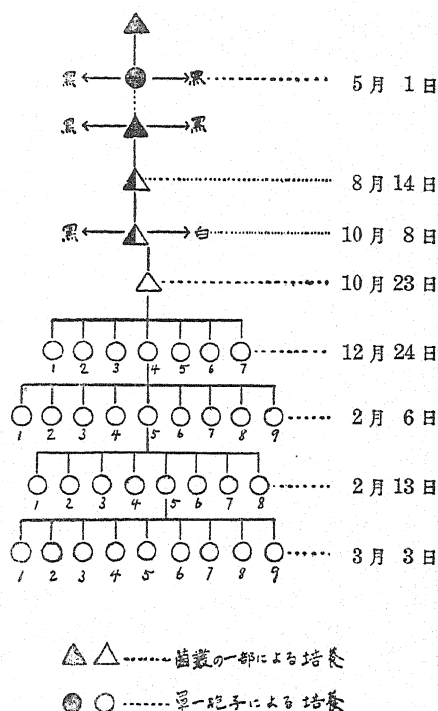 黒 黒 5月 1日
黒 黒
8月 14日
黒 白 10月 8日
10月 23日
1 2 3 4 5 6 7 12月 24日
1 2 3 4 5 6 7 8 9 2月 6日
1 2 3 4 5 6 7 8 2月 13日
1 2 3 4 5 6 7 8 9 3月 3日
菌叢の一部による培養
単一胞子による培養